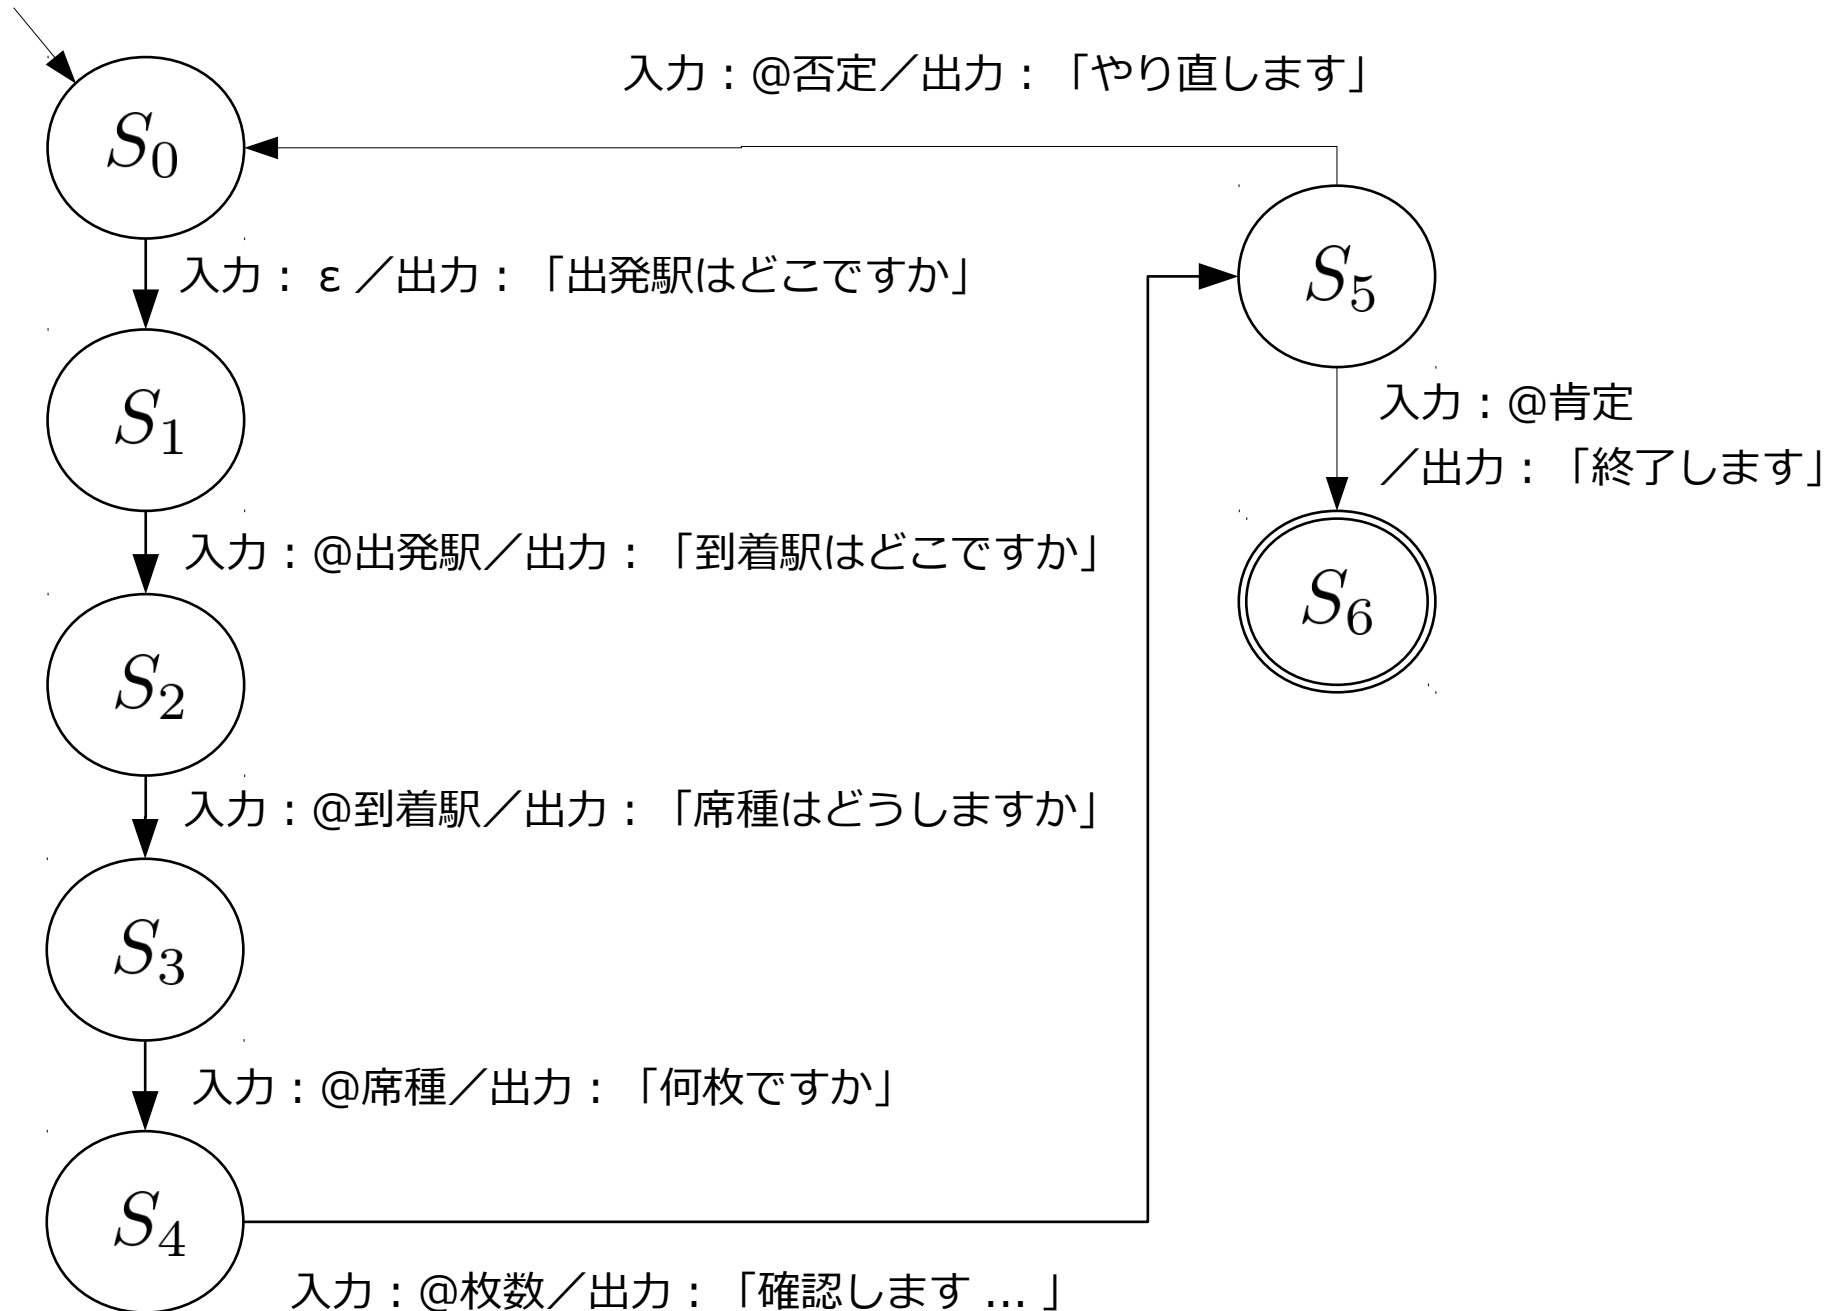 入力：@否定／出力：「やり直します」
S0
入力：ε／出力：「出発駅はどこですか」
S5
S1
入力：@肯定
／出力：「終了します」
入力：@出発駅／出力：「到着駅はどこですか」
S6
S2
入力：@到着駅／出力：「席種はどうしますか」
S3
入力：@席種／出力：「何枚ですか」
S4
入力：@枚数／出力：「確認します ... 」